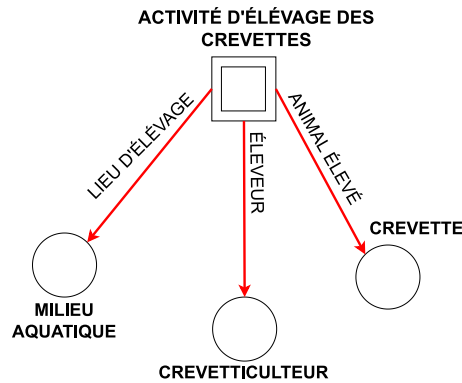 ACTIVITÉ D'ÉLÉVAGE DES
CREVETTES
LIEU D'ÉLÉVAGE
ÉLEVEUR
ANIMAL ÉLEVÉ
CREVETTE
MILIEU
AQUATIQUE
CREVETTICULTEUR